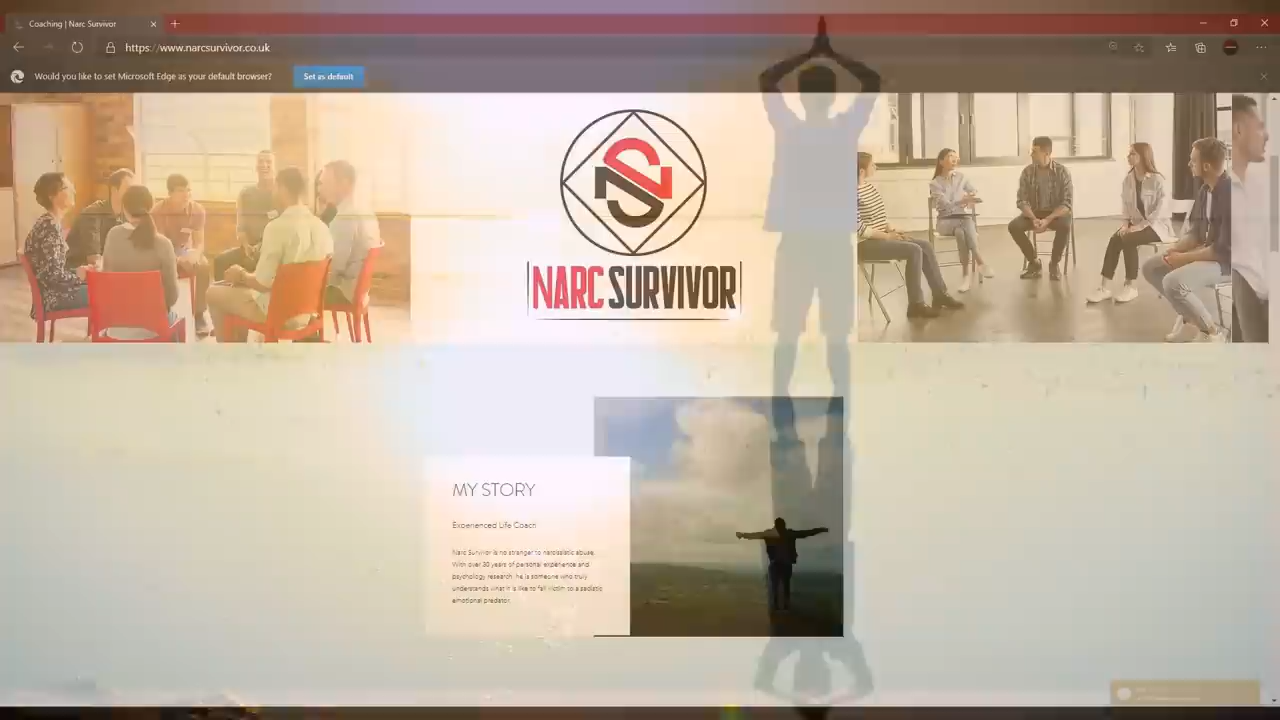 Coaching | Narc Survivor
https://www.narcsurvivor.co.uk
Would you like to set Microsoft Edge as your default browser?
Set as default
NARC SURVIVOR
MY STORY
Experienced Life Coach
Narc Survivor is no stranger to narcissistic abuse.
With over 30 years of personal experience and
psychology research, he is someone who truly
understands what it is like to fall victim to a sadistic
emotional predator.